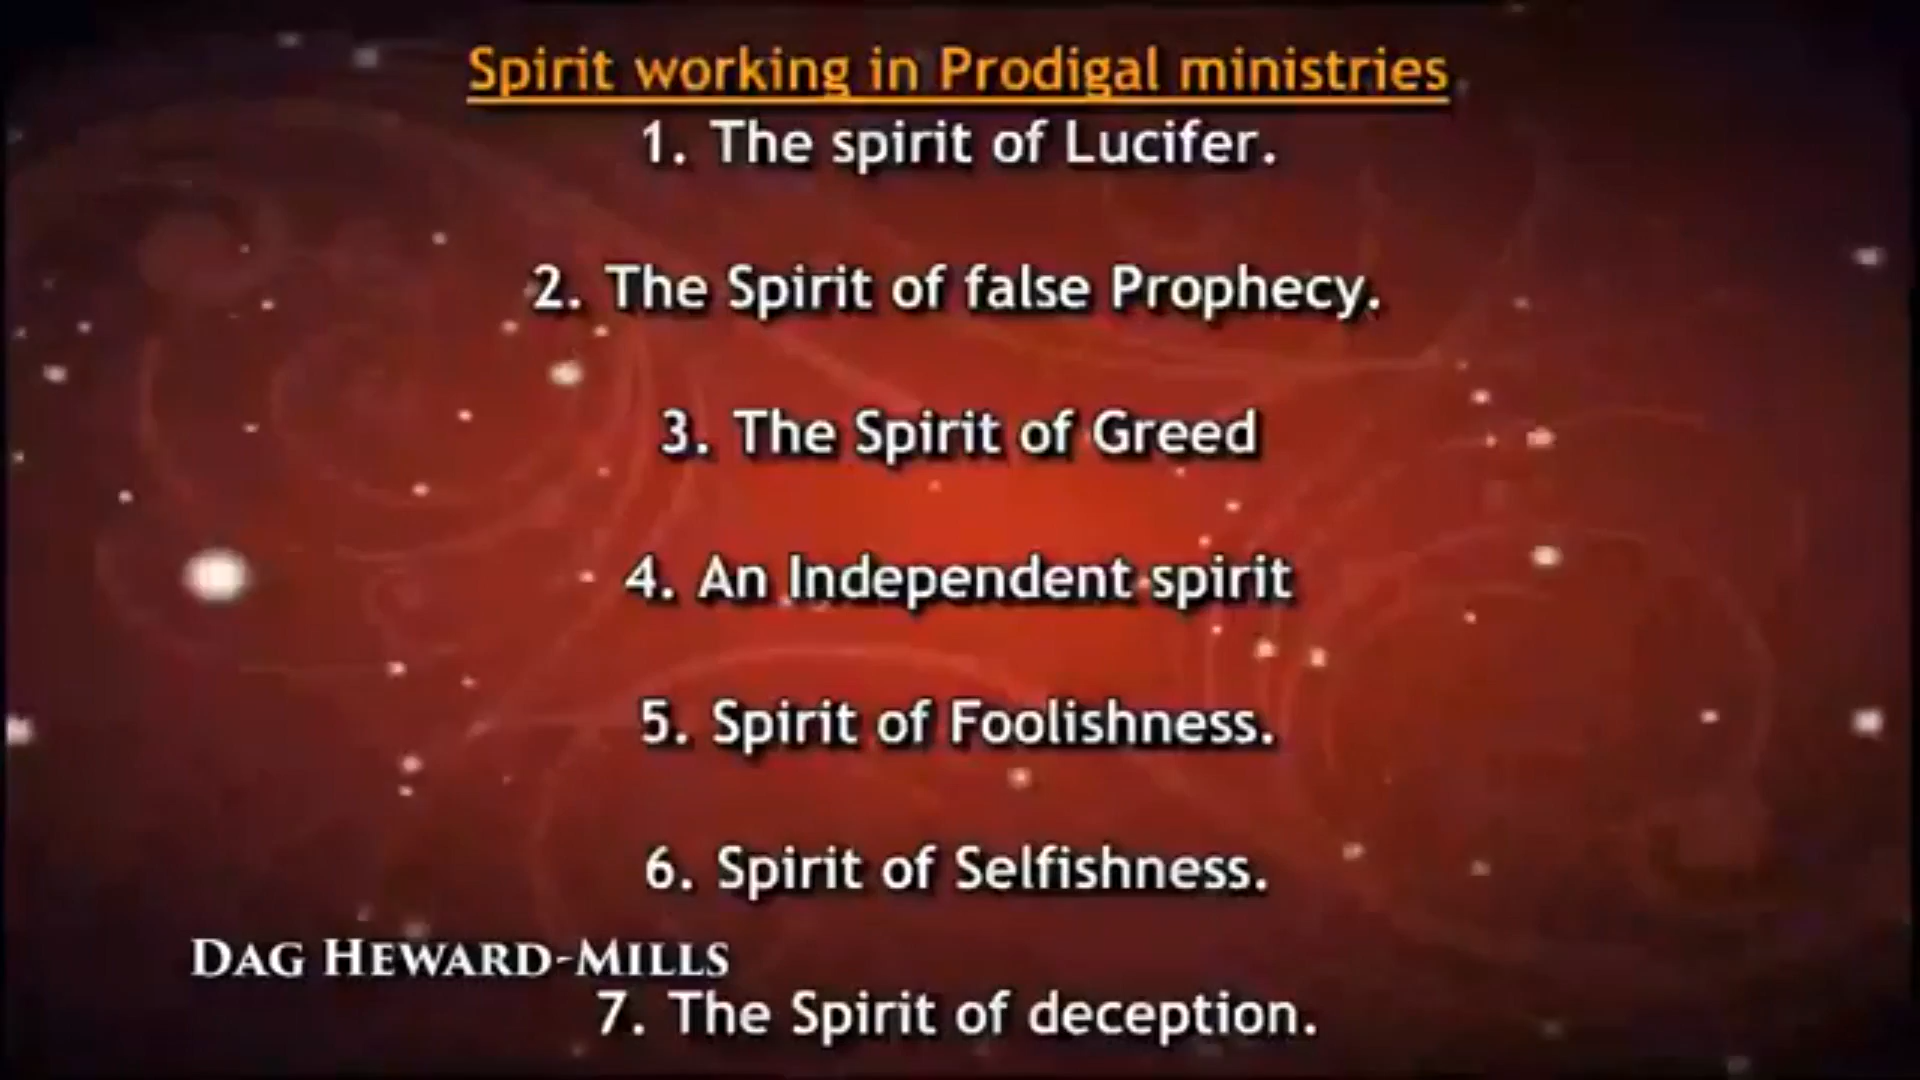 Spirit working in Prodigal ministries
1. The spirit of Lucifer.
2. The Spirit of false Prophecy.
3. The Spirit of Greed
4. An Independent spirit
5. Spirit of Foolishness.
6. Spirit of Selfishness.
DAG HEWARD-MILLS
7. The Spirit of deception.